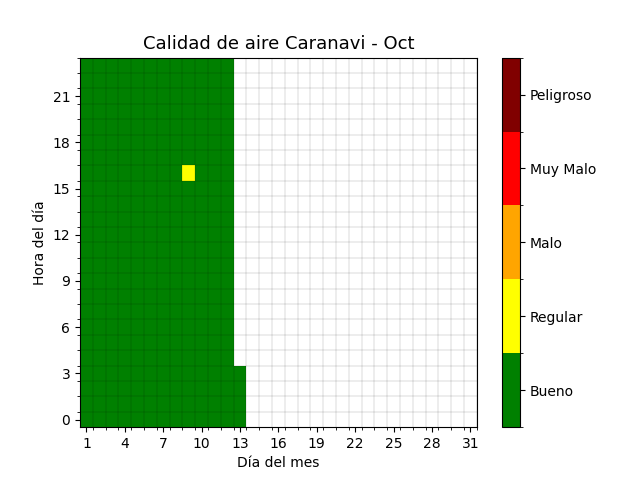 Calidad de aire Caranavi - Oct
Peligroso
Muy Malo
Malo
Regular
Bueno
Hora del día
21
18
15
12
9
6
3
0
1 4 7 10 13 16 19 22 25 28 31
Día del mes